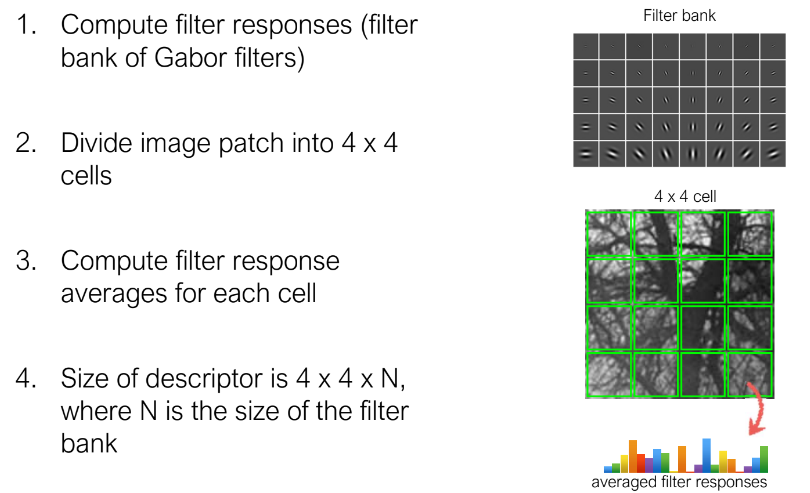 1. Compute filter responses (filter
bank of Gabor filters)
2. Divide image patch into 4 x 4
cells
3. Compute filter response
averages for each cell
4. Size of descriptor is 4 x 4 x N,
where N is the size of the filter
bank
Filter bank
4 x 4 cell
averaged filter responses